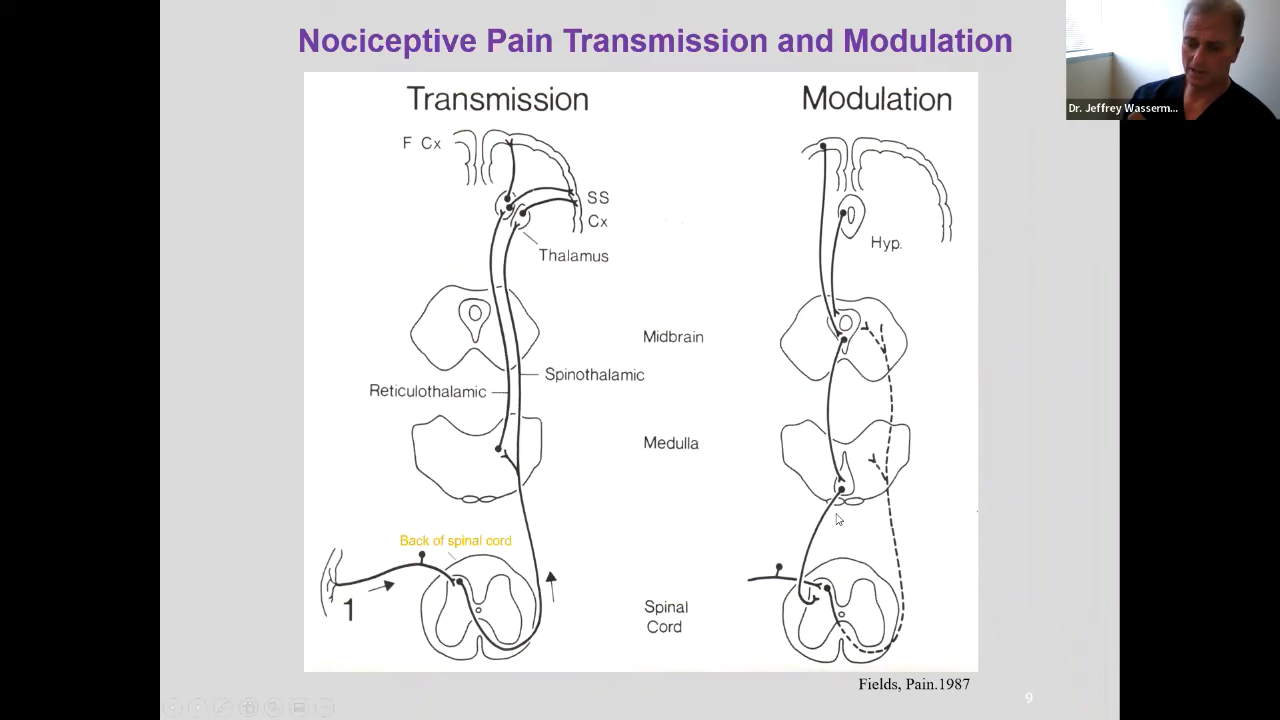 Nociceptive Pain Transmission and Modulation
Dr. Jeffrey Wasserm...
Transmission
Modulation
F Cx
SS
Cx
Thalamus
Hyp.
Midbrain
Spinothalamic
Reticulothalamic
Medulla
Back of spinal cord
1
Spinal
Cord
Fields, Pain.1987
9